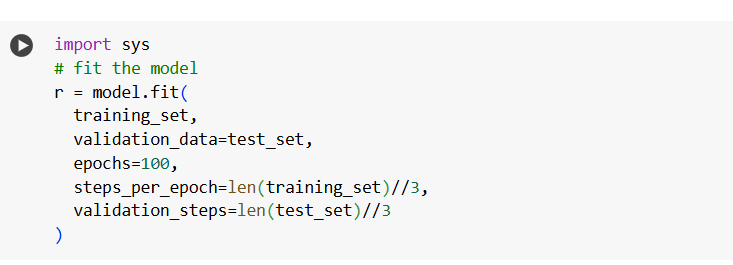 import sys
# fit the model
r = model.fit(
  training_set,
  validation_data=test_set,
  epochs=100,
  steps_per_epoch=len(training_set)//3,
  validation_steps=len(test_set)//3
)